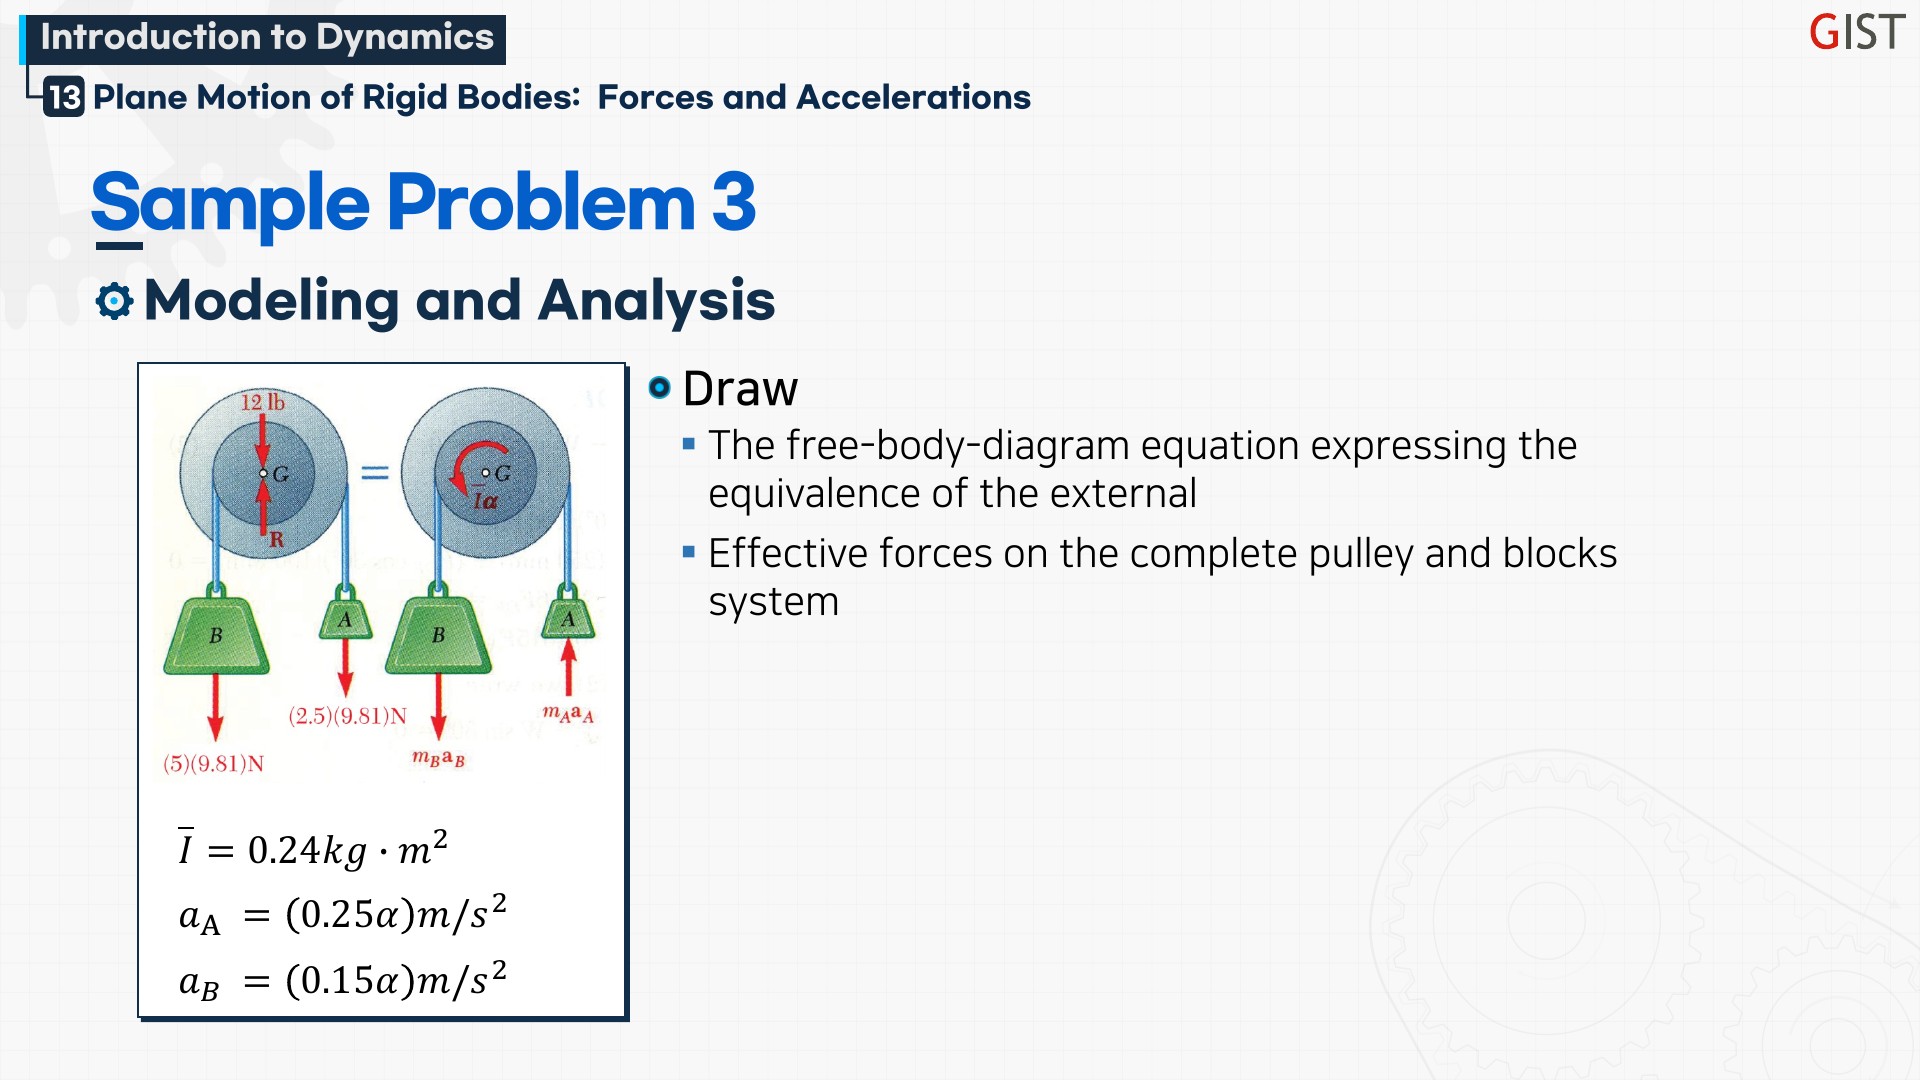 Introduction to Dynamics
GIST
13 Plane Motion of Rigid Bodies: Forces and Accelerations
Sample Problem 3
Modeling and Analysis
Draw
▪ The free-body-diagram equation expressing the
equivalence of the external
▪ Effective forces on the complete pulley and blocks
system
12 lb
G
R
=
G
Īα
B
A
B
A
(2.5)(9.81)N
m_A a_A
(5)(9.81)N
m_B a_B
Ī = 0.24kg · m²
a_A = (0.25α)m/s²
a_B = (0.15α)m/s²